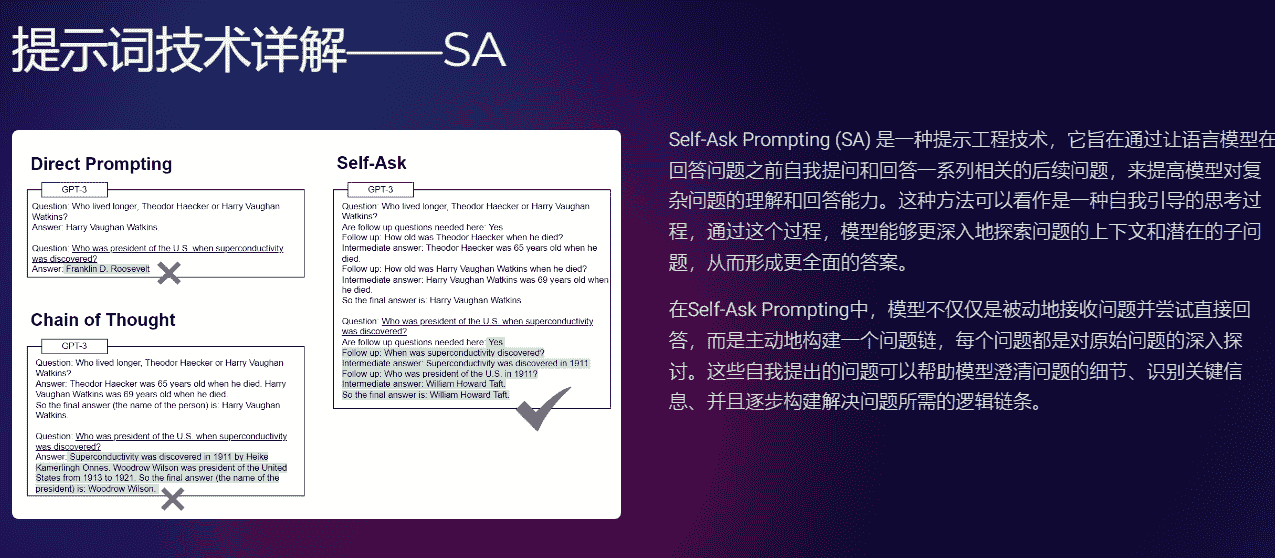 提示词技术详解——SA
Direct Prompting
GPT-3
Question: Who lived longer, Theodor Haecker or Harry Vaughan
Watkins?
Answer: Harry Vaughan Watkins
Question: Who was president of the U.S. when superconductivity
was discovered?
Answer: Franklin D. Roosevelt
Chain of Thought
GPT-3
Question: Who lived longer, Theodor Haecker or Harry Vaughan
Watkins?
Answer: Theodor Haecker was 65 years old when he died. Harry
Vaughan Watkins was 69 years old when he died.
So the final answer (the name of the person) is: Harry Vaughan
Watkins
Question: Who was president of the U.S. when superconductivity
was discovered?
Answer: Superconductivity was discovered in 1911 by Heike
Kamerlingh Onnes. Woodrow Wilson was president of the United
States from 1913 to 1921. So the final answer (the name of the
president) is: Woodrow Wilson.
Self-Ask
GPT-3
Question: Who lived longer, Theodor Haecker or Harry Vaughan
Watkins?
Are follow up questions needed here: Yes
Follow up: How old was Theodor Haecker when he died?
Intermediate answer: Theodor Haecker was 65 years old when he
died.
Follow up: How old was Harry Vaughan Watkins when he died?
Intermediate answer: Harry Vaughan Watkins was 69 years old when
he died.
So the final answer is: Harry Vaughan Watkins
Question: Who was president of the U.S. when superconductivity
was discovered?
Are follow up questions needed here: Yes
Follow up: When was superconductivity discovered?
Intermediate answer: Superconductivity was discovered in 1911.
Follow up: Who was president of the U.S. in 1911?
Intermediate answer: William Howard Taft.
So the final answer is: William Howard Taft.
Self-Ask Prompting (SA) 是一种提示工程技术，它旨在通过让语言模型在
回答问题之前自我提问和回答一系列相关的后续问题，来提高模型对复
杂问题的理解和回答能力。这种方法可以看作是一种自我引导的思考过
程，通过这个过程，模型能够更深入地探索问题的上下文和潜在的子问
题，从而形成更全面的答案。
在Self-Ask Prompting中，模型不仅仅是被动地接收问题并尝试直接回
答，而是主动地构建一个问题链，每个问题都是对原始问题的深入探
讨。这些自我提出的问题可以帮助模型澄清问题的细节、识别关键信
息、并且逐步构建解决问题所需的逻辑链条。